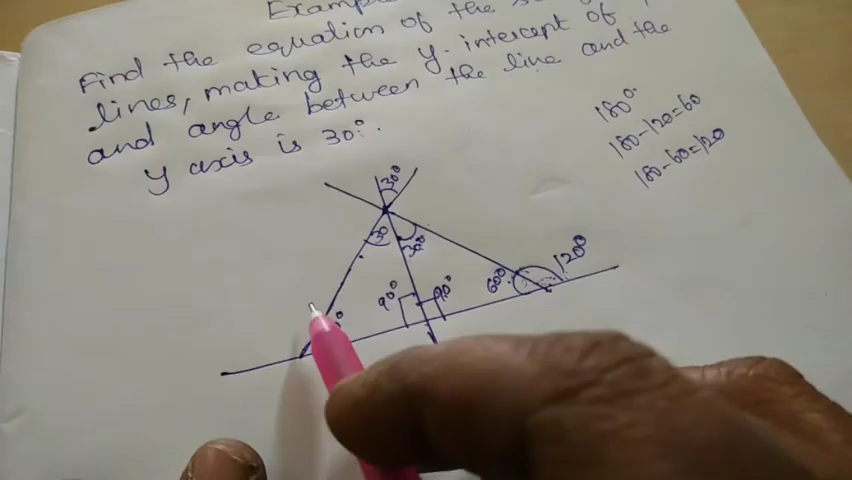 Find the equation of the
lines, making the y-intercept of
and angle between the line and the
y axis is 30°.
180°
180-120=60
180-60=120
30°
30
30°
90°
90°
60°
120°